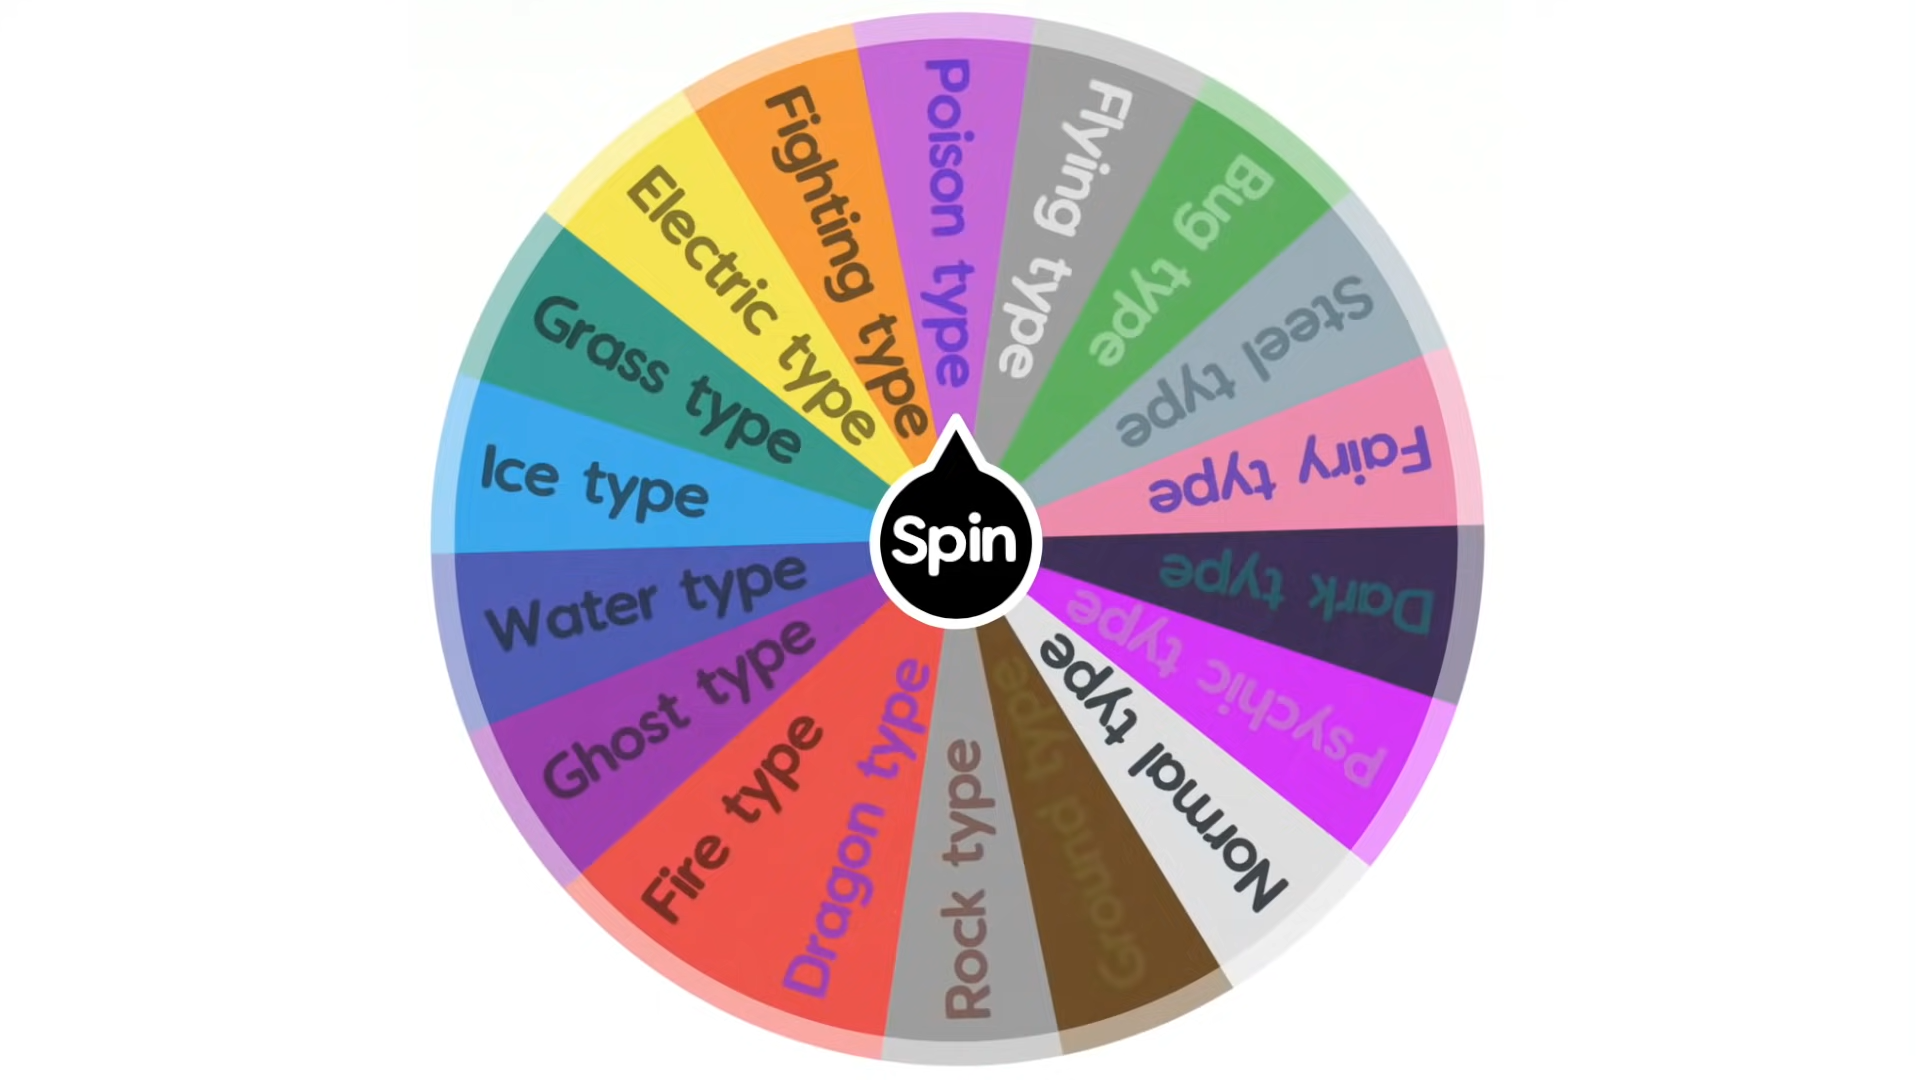 Poison type
Flying type
Bug type
Steel type
Fairy type
Dark type
Psychic type
Normal type
Ground type
Rock type
Dragon type
Fire type
Ghost type
Water type
Ice type
Grass type
Electric type
Fighting type
Spin